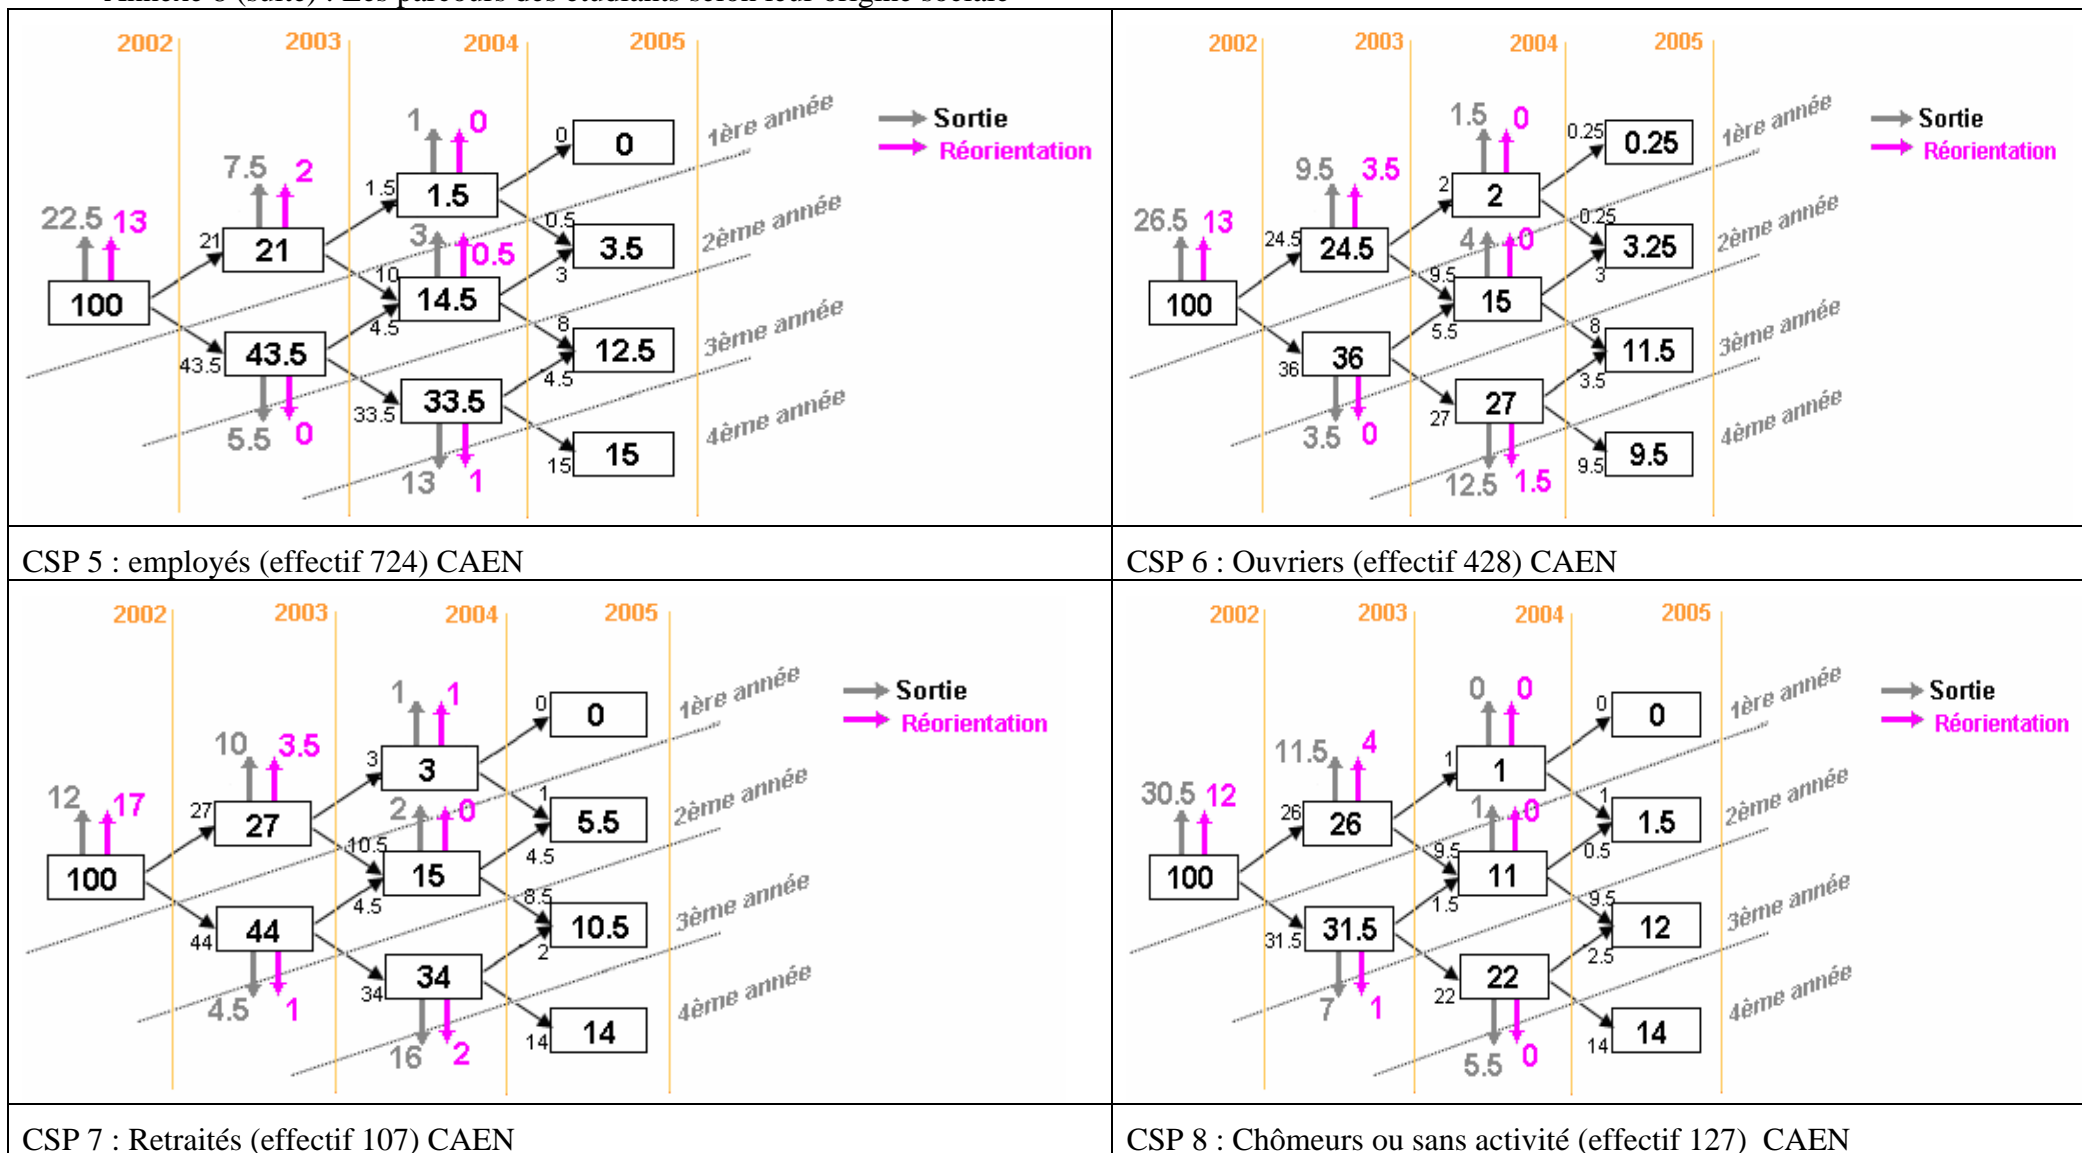 Annexe 8 (suite) : Les parcours des étudiants selon leur origine sociale
2002 2003 2004 2005
1 0
0 0
1ère année
Sortie
Réorientation
7.5 2
1.5 1.5
22.5 13
21 21
3 0.5
0.5 3.5
2ème année
100
10 14.5
3
4.5
8 12.5
3ème année
43.5 43.5
33.5 33.5
4.5
5.5 0
15 15
4ème année
13 1
CSP 5 : employés (effectif 724) CAEN
2002 2003 2004 2005
1.5 0
0.25 0.25
1ère année
Sortie
Réorientation
9.5 3.5
2 2
26.5 13
24.5 24.5
4 0
0.25 3.25
2ème année
100
9.5 15
3
5.5
8 11.5
3ème année
36 36
27 27
3.5
3.5 0
9.5 9.5
4ème année
12.5 1.5
CSP 6 : Ouvriers (effectif 428) CAEN
2002 2003 2004 2005
1 1
0 0
1ère année
Sortie
Réorientation
10 3.5
3 3
12 17
27 27
2 0
1 5.5
2ème année
100
10.5 15
4.5
4.5
8.5 10.5
3ème année
44 44
34 34
2
4.5 1
14 14
4ème année
16 2
CSP 7 : Retraités (effectif 107) CAEN
2002 2003 2004 2005
0 0
0 0
1ère année
Sortie
Réorientation
11.5 4
1 1
30.5 12
26 26
1 0
1 1.5
2ème année
100
9.5 11
0.5
1.5
9.5 12
3ème année
31.5 31.5
22 22
2.5
7 1
14 14
4ème année
5.5 0
CSP 8 : Chômeurs ou sans activité (effectif 127) CAEN